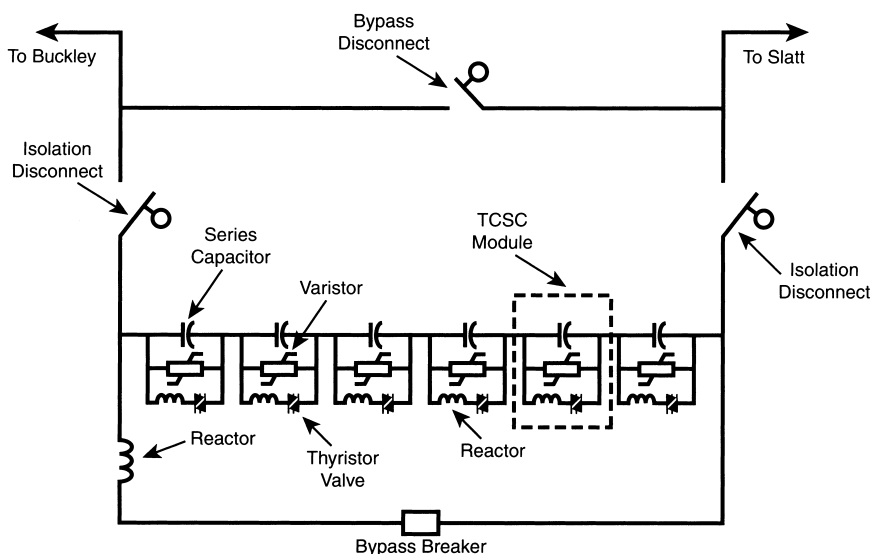 Bypass
Disconnect
To Buckley
To Slatt
Isolation
Disconnect
Series
Capacitor
TCSC
Module
Varistor
Isolation
Disconnect
Reactor
Thyristor
Valve
Reactor
Bypass Breaker